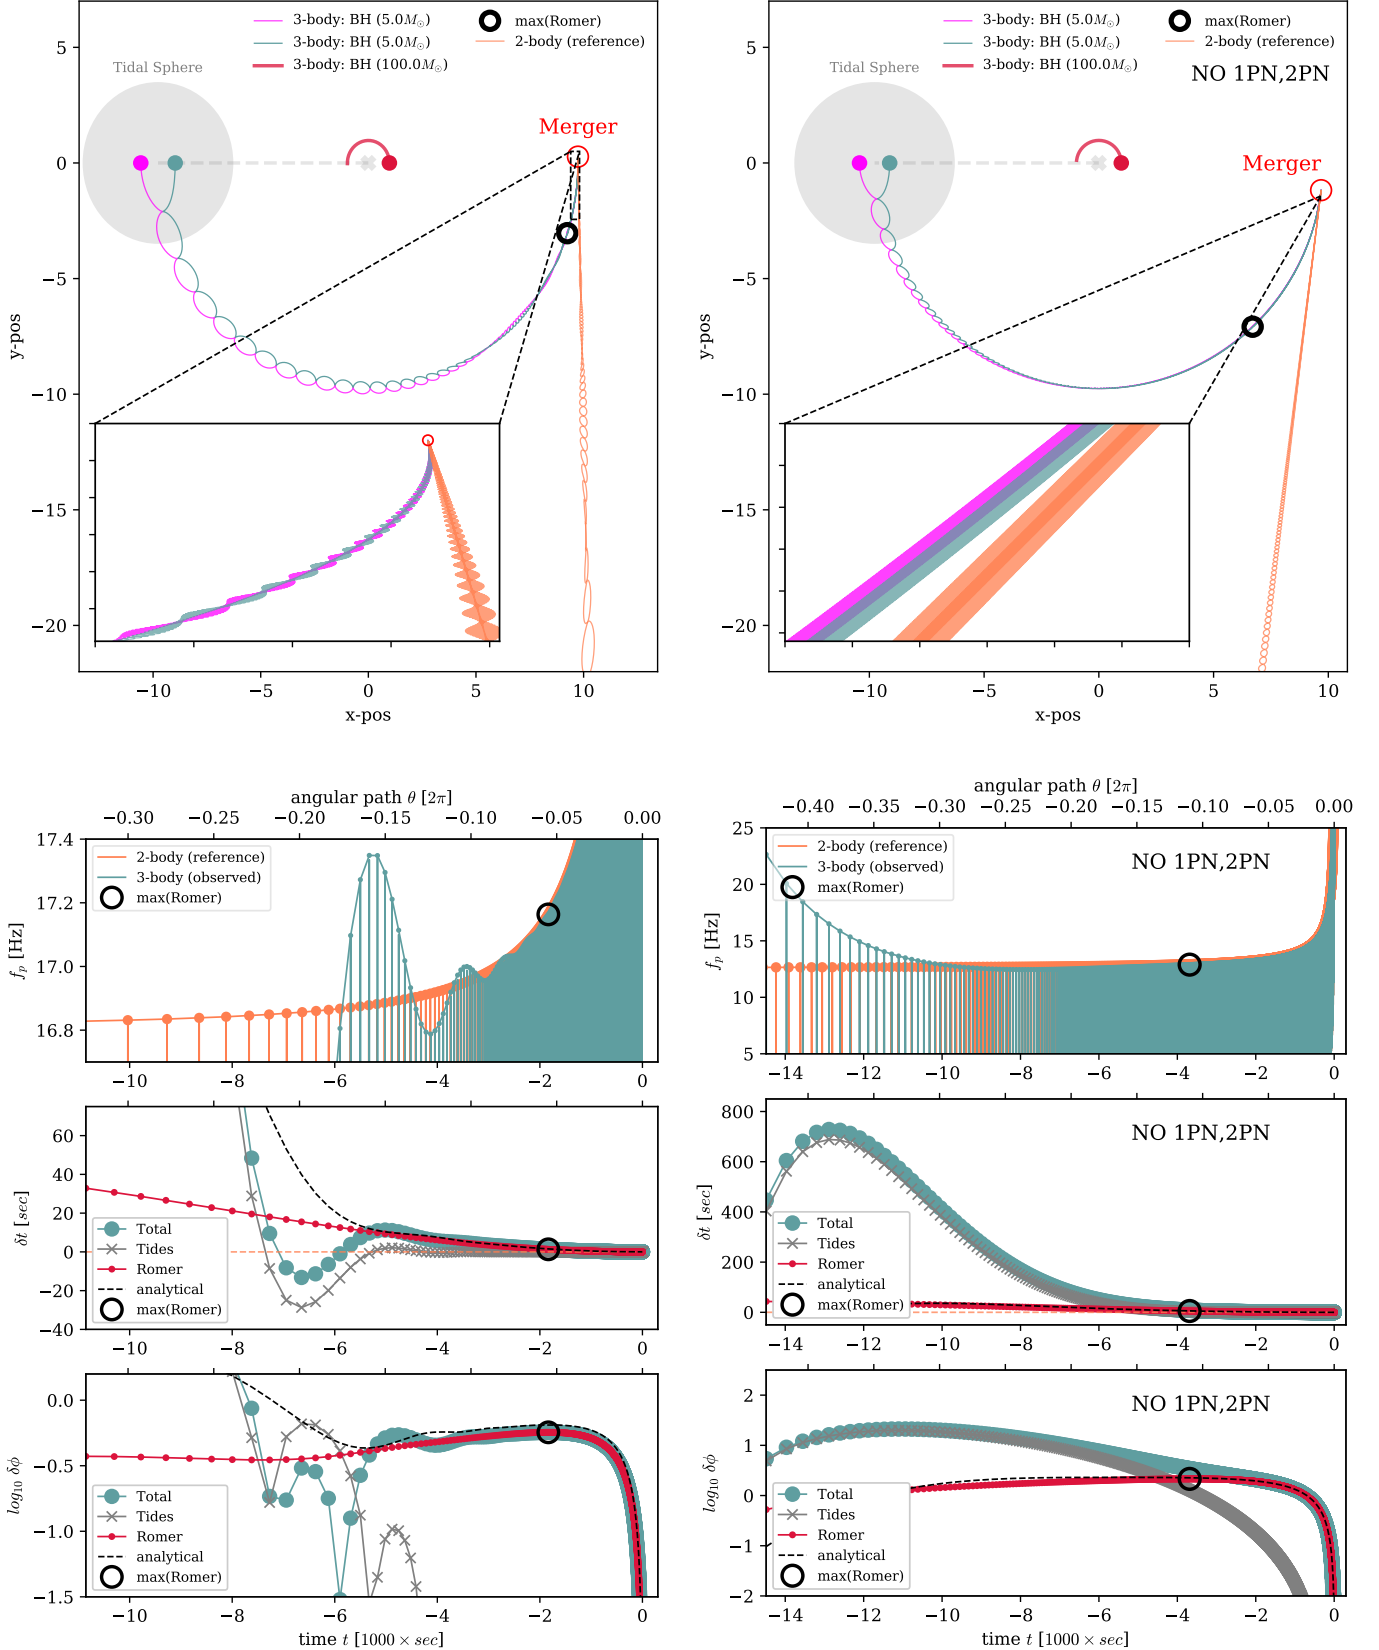 3-body: BH (5.0M⊙)
3-body: BH (5.0M⊙)
3-body: BH (100.0M⊙)
max(Romer)
2-body (reference)
Tidal Sphere
Merger
5
0
−5
−10
−15
−20
y-pos
−10
−5
0
5
10
x-pos
3-body: BH (5.0M⊙)
3-body: BH (5.0M⊙)
3-body: BH (100.0M⊙)
max(Romer)
2-body (reference)
NO 1PN,2PN
Tidal Sphere
Merger
5
0
−5
−10
−15
−20
y-pos
−10
−5
0
5
10
x-pos
angular path θ [2π]
−0.30
−0.25
−0.20
−0.15
−0.10
−0.05
0.00
17.4
17.2
17.0
16.8
f_p [Hz]
2-body (reference)
3-body (observed)
max(Romer)
−10
−8
−6
−4
−2
0
60
40
20
0
−20
−40
δt [sec]
Total
Tides
Romer
analytical
max(Romer)
−10
−8
−6
−4
−2
0
0.0
−0.5
−1.0
−1.5
log₁₀ δϕ
Total
Tides
Romer
analytical
max(Romer)
−10
−8
−6
−4
−2
0
time t [1000 × sec]
angular path θ [2π]
−0.40
−0.35
−0.30
−0.25
−0.20
−0.15
−0.10
−0.05
0.00
25
20
15
10
5
f_p [Hz]
2-body (reference)
3-body (observed)
max(Romer)
NO 1PN,2PN
−14
−12
−10
−8
−6
−4
−2
0
800
600
400
200
0
δt [sec]
NO 1PN,2PN
Total
Tides
Romer
analytical
max(Romer)
−14
−12
−10
−8
−6
−4
−2
0
2
1
0
−1
−2
log₁₀ δϕ
NO 1PN,2PN
Total
Tides
Romer
analytical
max(Romer)
−14
−12
−10
−8
−6
−4
−2
0
time t [1000 × sec]